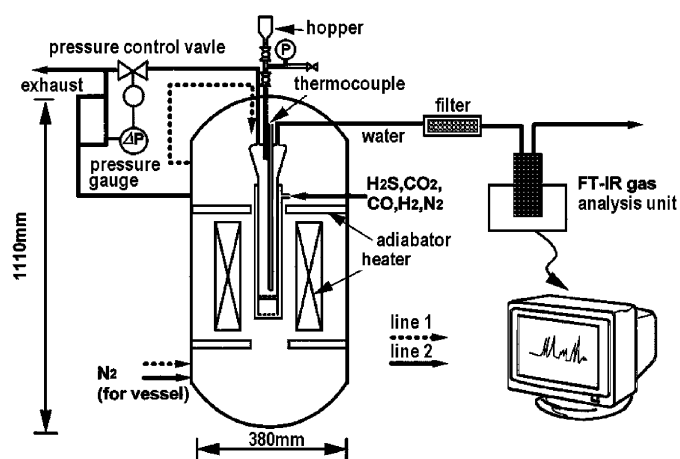 hopper
pressure control vavle
P
exhaust
thermocouple
filter
water
ΔP
pressure
gauge
H2S,CO2,
CO,H2,N2
FT-IR gas
analysis unit
adiabator
heater
1110mm
line 1
line 2
N2
(for vessel)
380mm